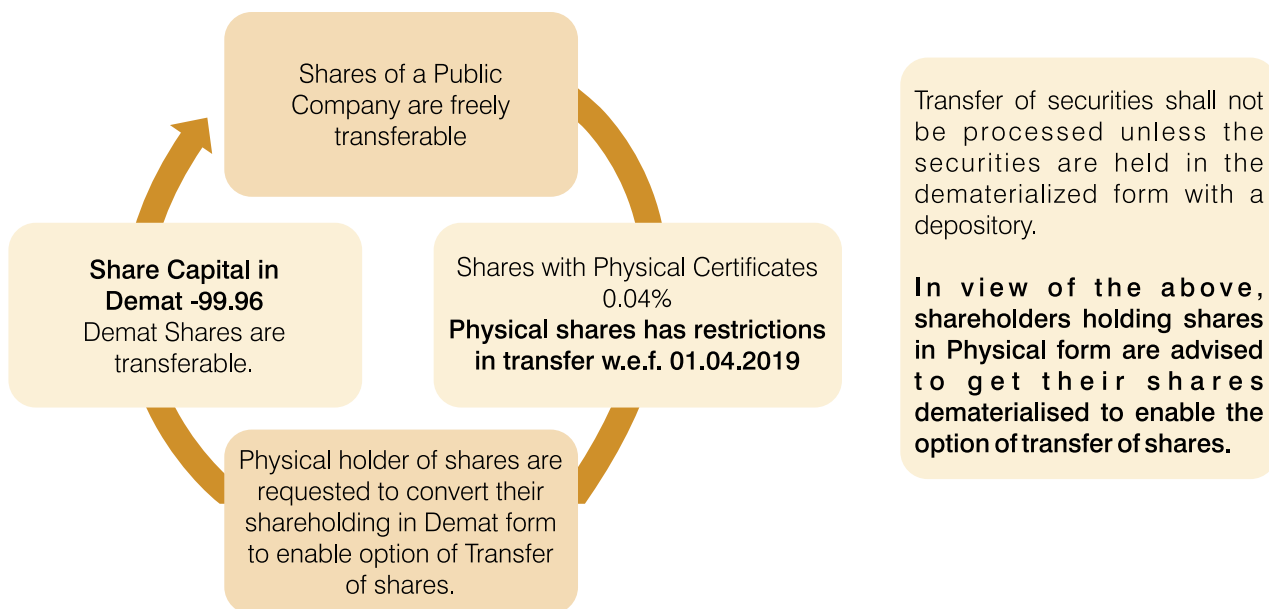 Shares of a Public
Company are freely
transferable
Shares with Physical Certificates
0.04%
Physical shares has restrictions
in transfer w.e.f. 01.04.2019
Physical holder of shares are
requested to convert their
shareholding in Demat form
to enable option of Transfer
of shares.
Share Capital in
Demat -99.96
Demat Shares are
transferable.
Transfer of securities shall not
be processed unless the
securities are held in the
dematerialized form with a
depository.
In view of the above,
shareholders holding shares
in Physical form are advised
to get their shares
dematerialised to enable the
option of transfer of shares.